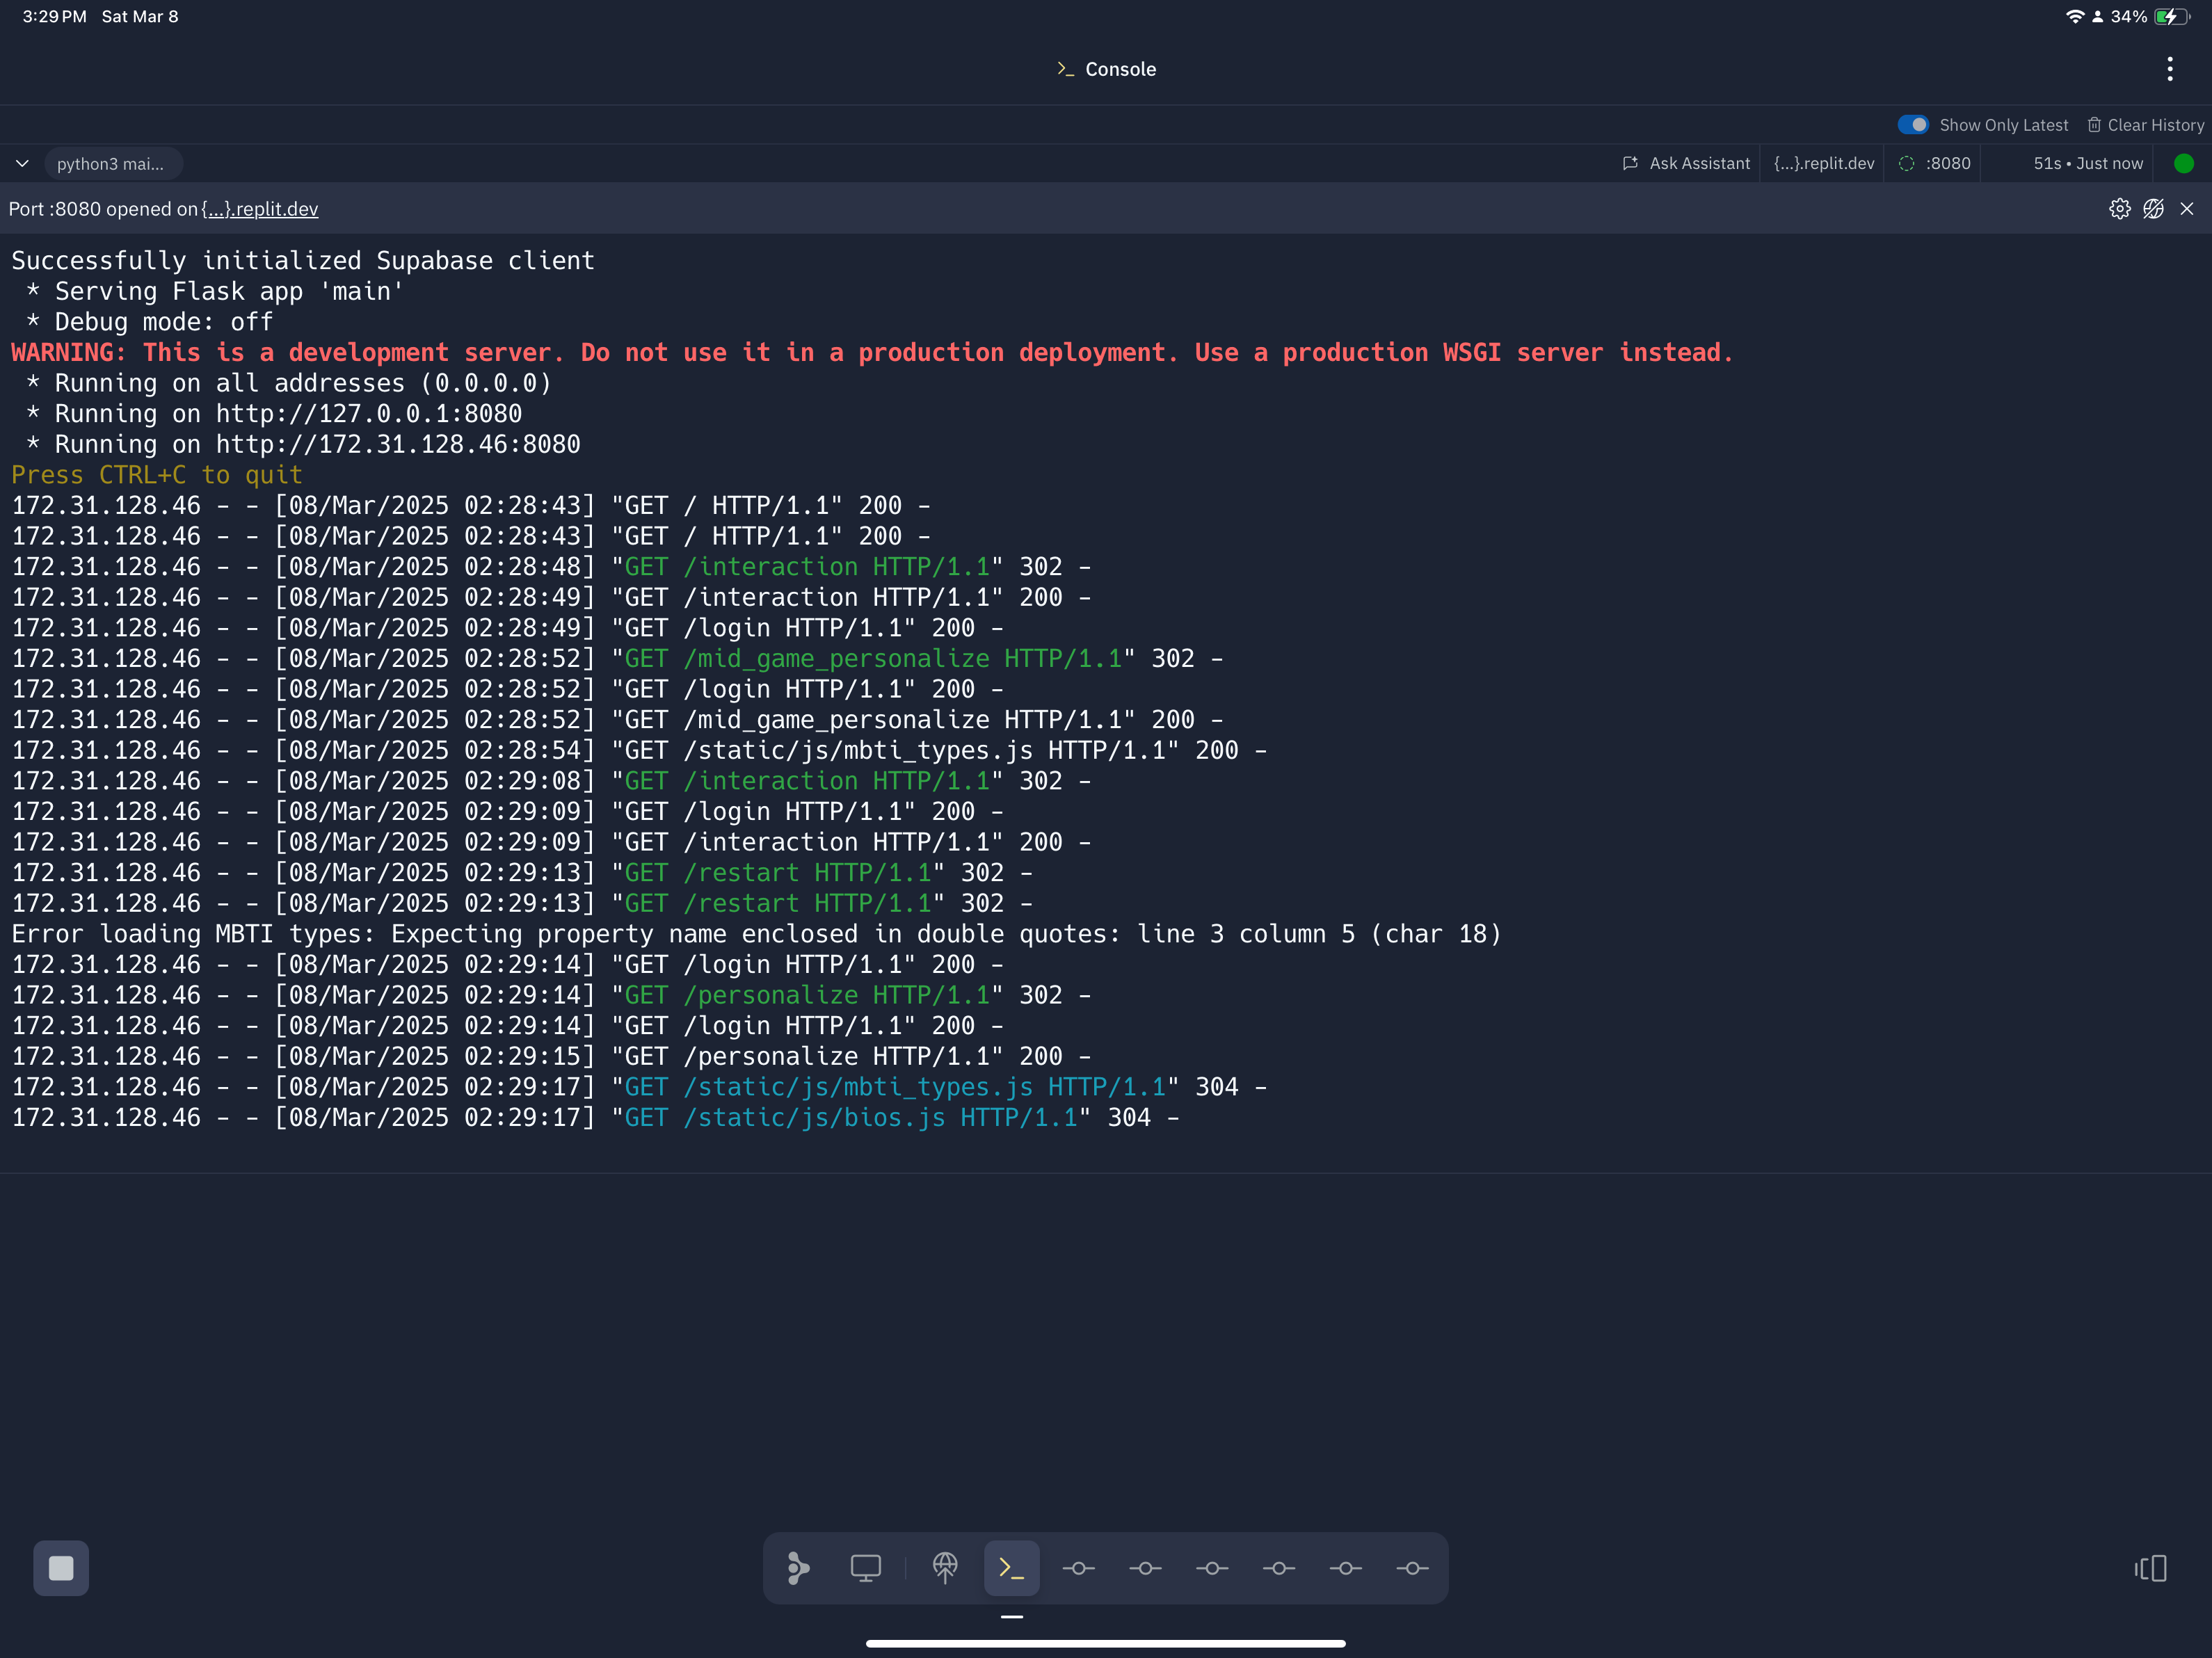 3:29 PM Sat Mar 8
34%
Console
Show Only Latest Clear History
python3 mai... Ask Assistant {...}.replit.dev :8080 51s • Just now
Port :8080 opened on {...}.replit.dev
Successfully initialized Supabase client
 * Serving Flask app 'main'
 * Debug mode: off
WARNING: This is a development server. Do not use it in a production deployment. Use a production WSGI server instead.
 * Running on all addresses (0.0.0.0)
 * Running on http://127.0.0.1:8080
 * Running on http://172.31.128.46:8080
Press CTRL+C to quit
172.31.128.46 - - [08/Mar/2025 02:28:43] "GET / HTTP/1.1" 200 -
172.31.128.46 - - [08/Mar/2025 02:28:43] "GET / HTTP/1.1" 200 -
172.31.128.46 - - [08/Mar/2025 02:28:48] "GET /interaction HTTP/1.1" 302 -
172.31.128.46 - - [08/Mar/2025 02:28:49] "GET /interaction HTTP/1.1" 200 -
172.31.128.46 - - [08/Mar/2025 02:28:49] "GET /login HTTP/1.1" 200 -
172.31.128.46 - - [08/Mar/2025 02:28:52] "GET /mid_game_personalize HTTP/1.1" 302 -
172.31.128.46 - - [08/Mar/2025 02:28:52] "GET /login HTTP/1.1" 200 -
172.31.128.46 - - [08/Mar/2025 02:28:52] "GET /mid_game_personalize HTTP/1.1" 200 -
172.31.128.46 - - [08/Mar/2025 02:28:54] "GET /static/js/mbti_types.js HTTP/1.1" 200 -
172.31.128.46 - - [08/Mar/2025 02:29:08] "GET /interaction HTTP/1.1" 302 -
172.31.128.46 - - [08/Mar/2025 02:29:09] "GET /login HTTP/1.1" 200 -
172.31.128.46 - - [08/Mar/2025 02:29:09] "GET /interaction HTTP/1.1" 200 -
172.31.128.46 - - [08/Mar/2025 02:29:13] "GET /restart HTTP/1.1" 302 -
172.31.128.46 - - [08/Mar/2025 02:29:13] "GET /restart HTTP/1.1" 302 -
Error loading MBTI types: Expecting property name enclosed in double quotes: line 3 column 5 (char 18)
172.31.128.46 - - [08/Mar/2025 02:29:14] "GET /login HTTP/1.1" 200 -
172.31.128.46 - - [08/Mar/2025 02:29:14] "GET /personalize HTTP/1.1" 302 -
172.31.128.46 - - [08/Mar/2025 02:29:14] "GET /login HTTP/1.1" 200 -
172.31.128.46 - - [08/Mar/2025 02:29:15] "GET /personalize HTTP/1.1" 200 -
172.31.128.46 - - [08/Mar/2025 02:29:17] "GET /static/js/mbti_types.js HTTP/1.1" 304 -
172.31.128.46 - - [08/Mar/2025 02:29:17] "GET /static/js/bios.js HTTP/1.1" 304 -